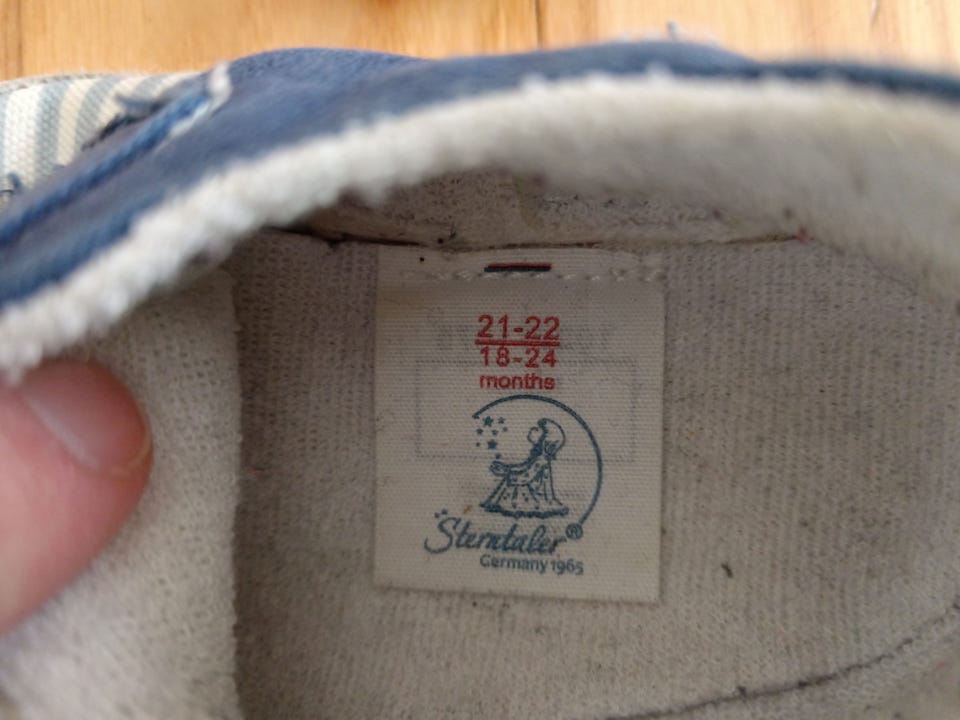 21-22
18-24
months
Sterntaler®
Germany 1965